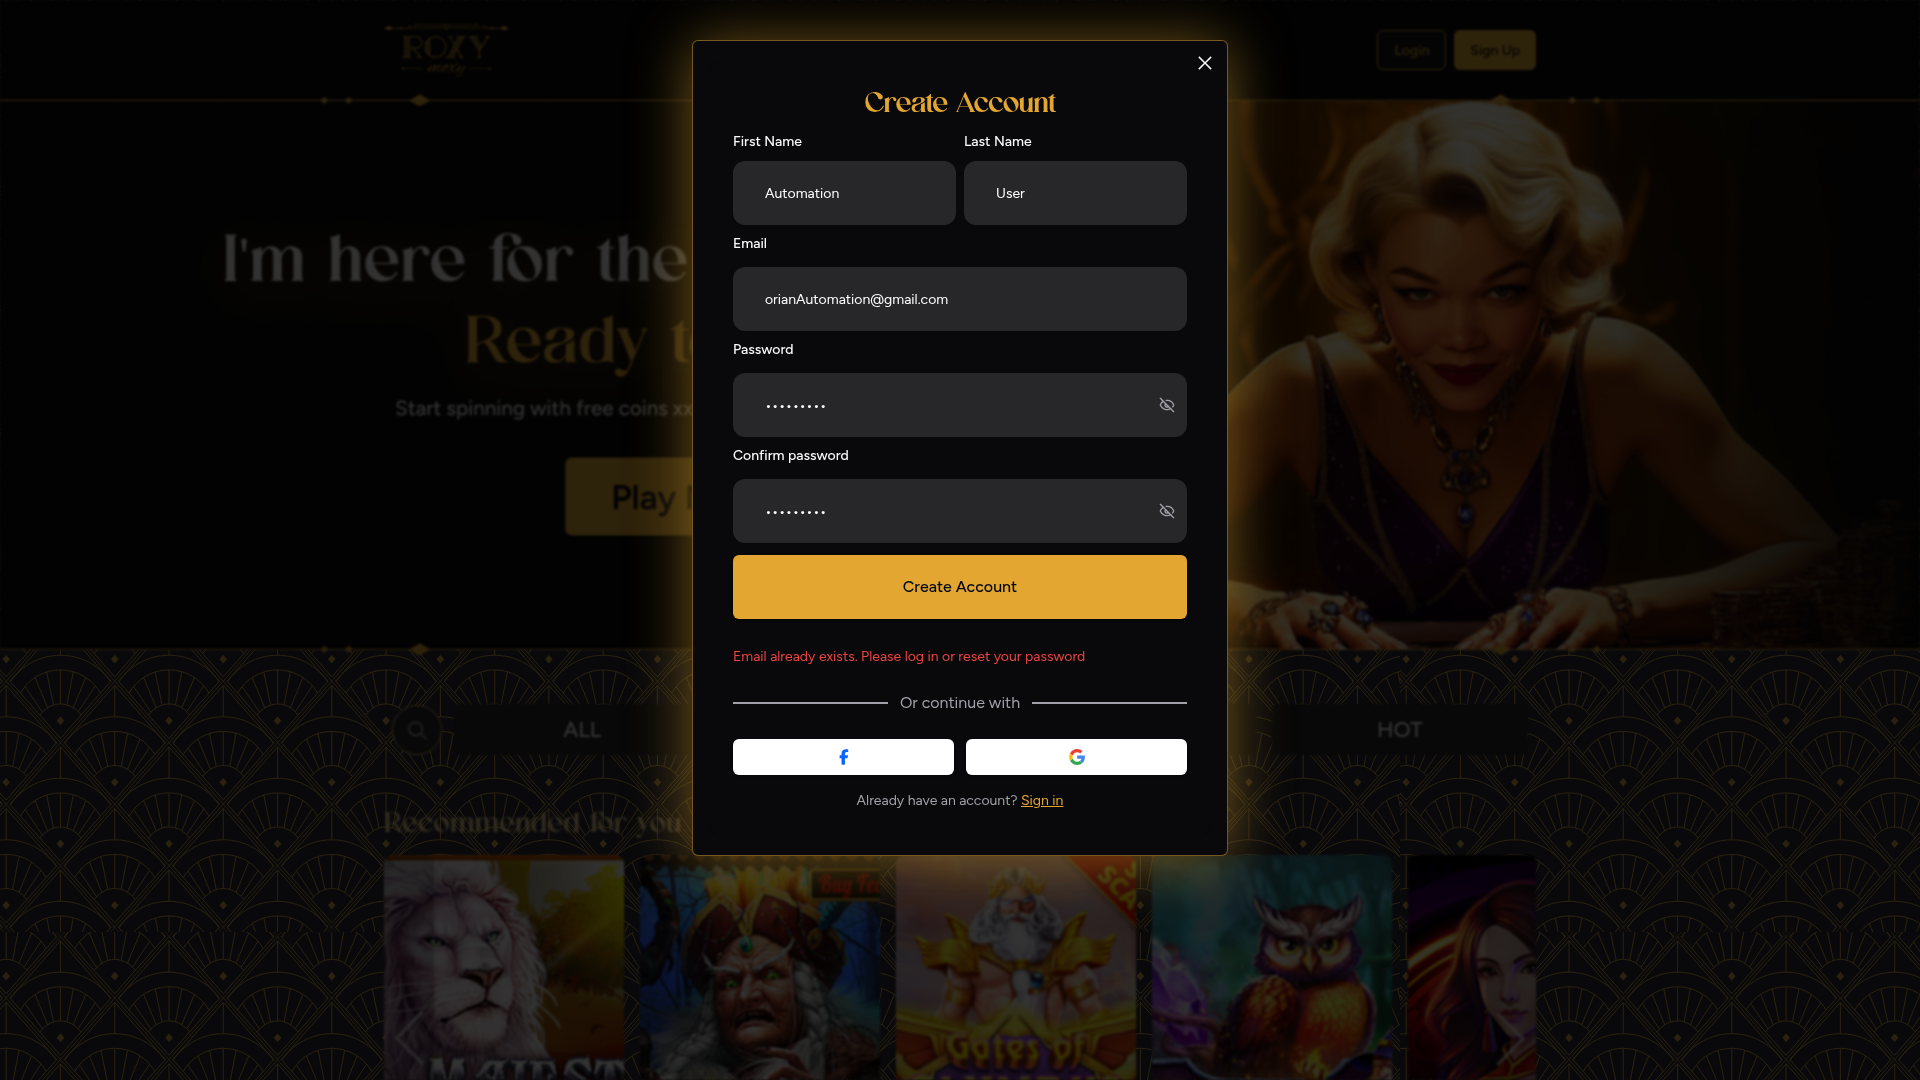 ROXY
moxy
Login
Sign Up
Create Account
First Name
Last Name
Automation
User
Email
orianAutomation@gmail.com
Password
•••••••••
Confirm password
•••••••••
Create Account
Email already exists. Please log in or reset your password
Or continue with
Already have an account? Sign in
I'm here for the
Ready t
Start spinning with free coins xx
Play
ALL
HOT
Recommended for you
Buy Fe
SCA
MAJEST
Gates of